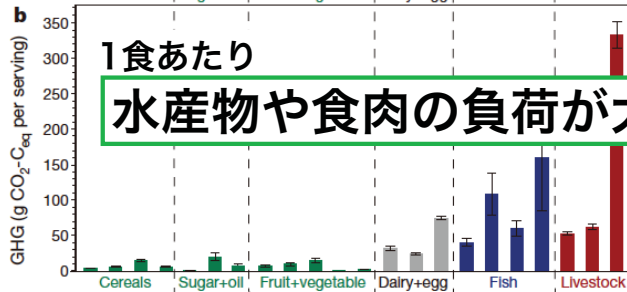 b
GHG (g CO₂-Cₑq per serving)
350
300
250
200
150
100
50
0
1食あたり
水産物や食肉の負荷が
Cereals
Sugar+oil
Fruit+vegetable
Dairy+egg
Fish
Livestock